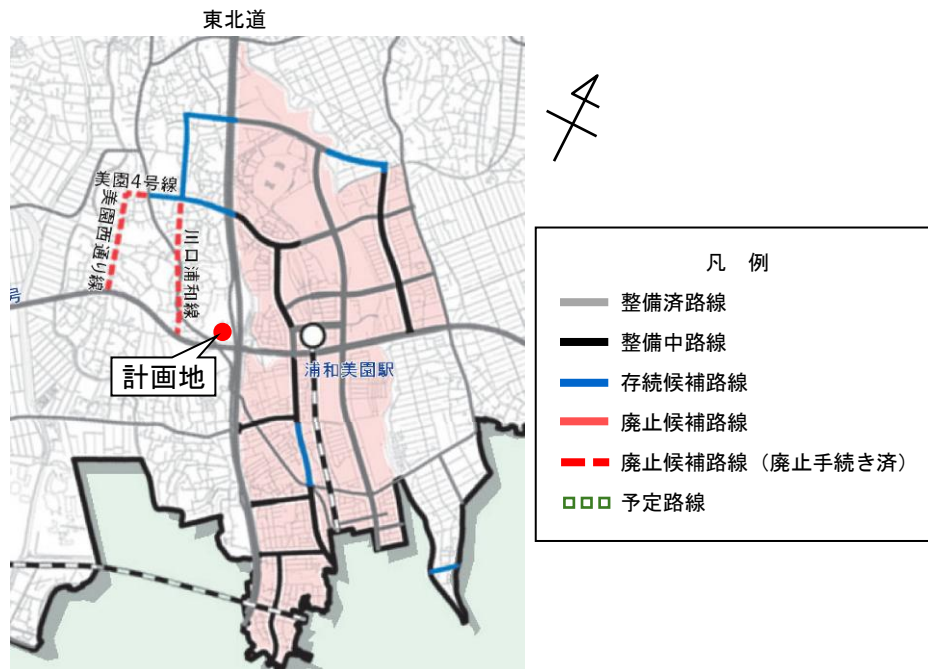 東北道
美園4号線
美園西通り線
川口浦和線
号
計画地
浦和美園駅
凡 例
整備済路線
整備中路線
存続候補路線
廃止候補路線
廃止候補路線（廃止手続き済）
予定路線